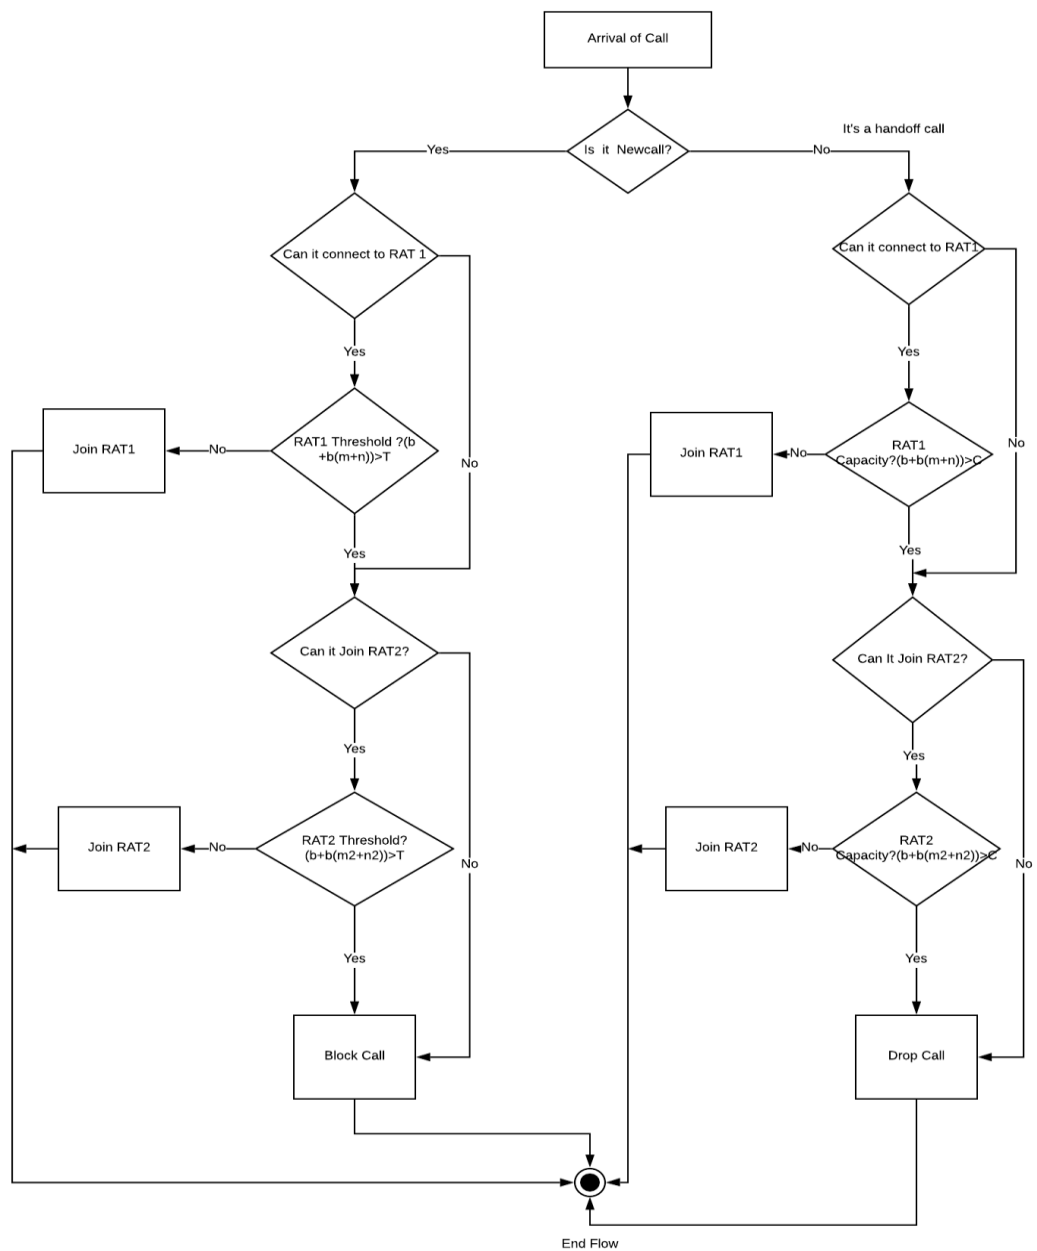 Arrival of Call
It's a handoff call
Is it Newcall?
Yes
No
Can it connect to RAT 1
Can it connect to RAT1
Yes
Yes
RAT1 Threshold ?(b
+b(m+n))>T
No
Join RAT1
No
RAT1
Capacity?(b+b(m+n))>C
No
Join RAT1
No
Yes
Yes
Can it Join RAT2?
Can It Join RAT2?
Yes
Yes
RAT2 Threshold?
(b+b(m2+n2))>T
No
Join RAT2
No
RAT2
Capacity?(b+b(m2+n2))>C
No
Join RAT2
No
Yes
Yes
Block Call
Drop Call
End Flow